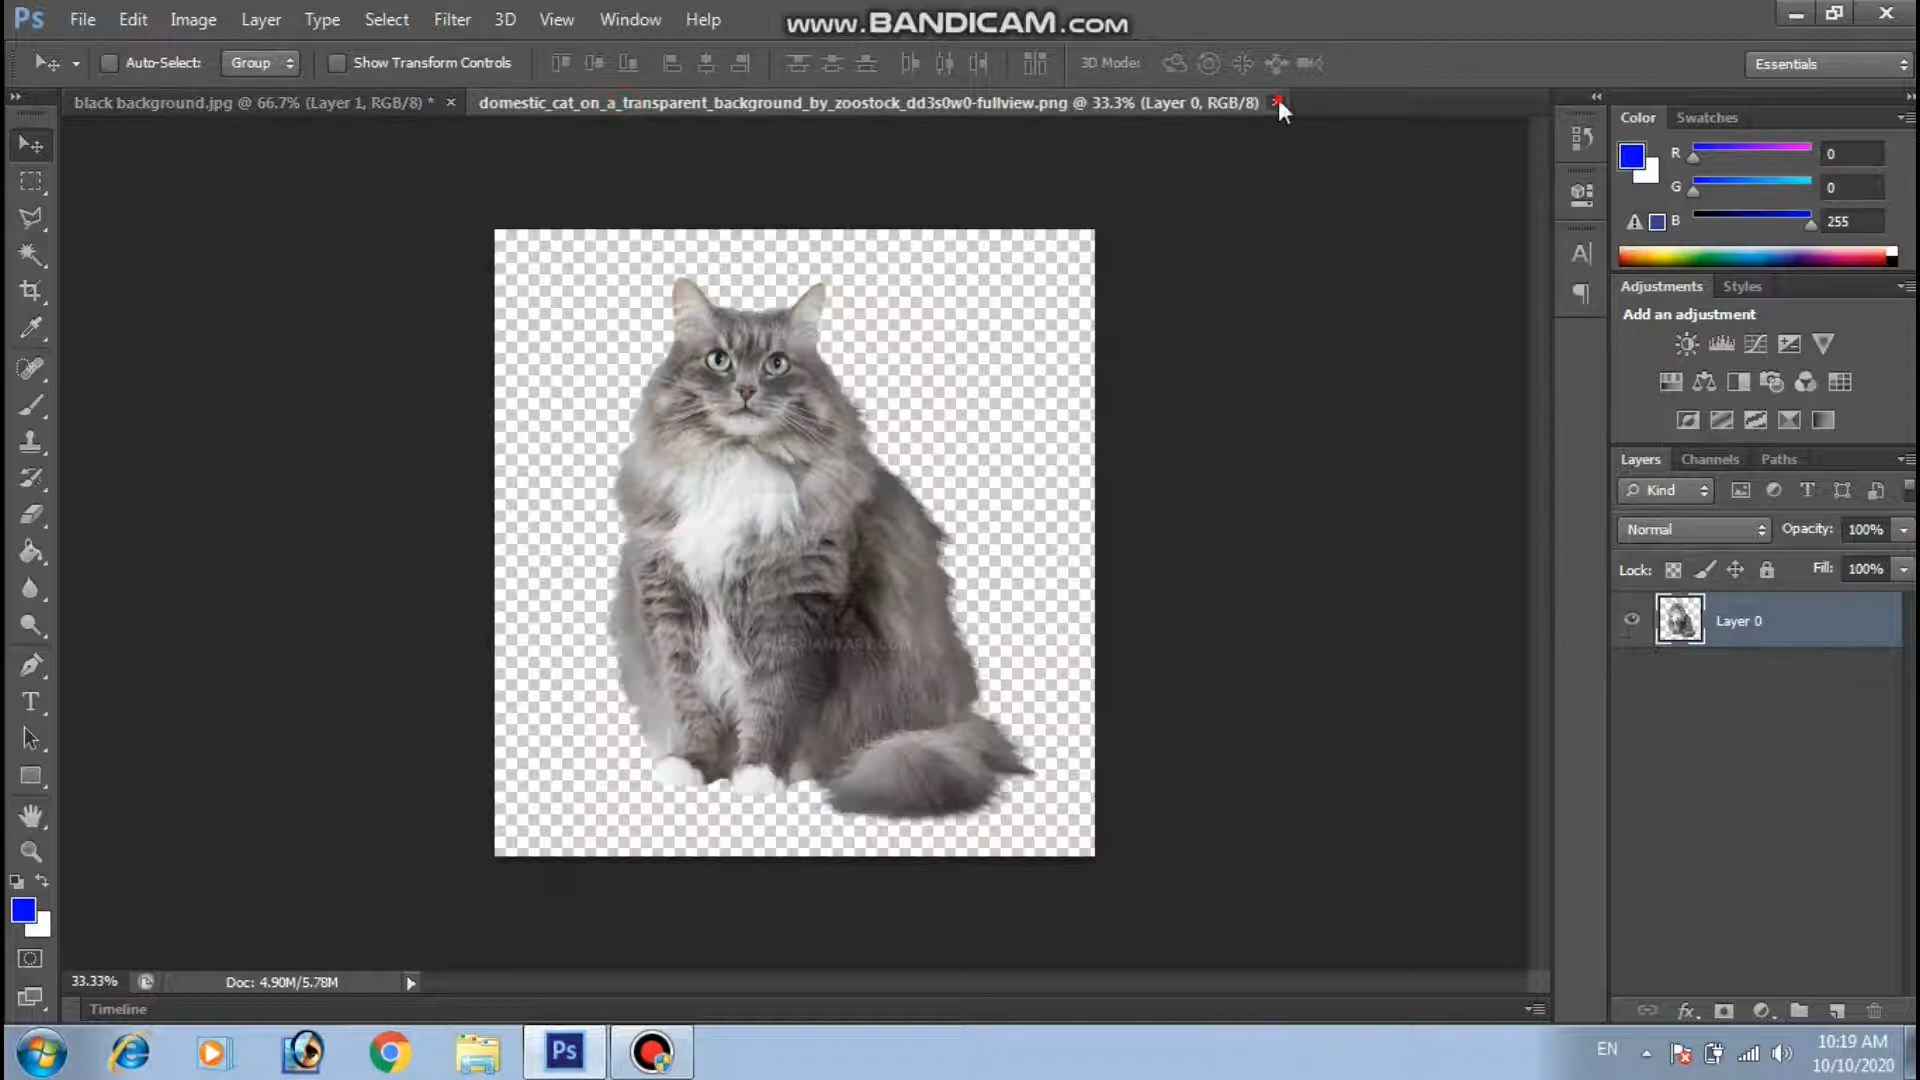 Ps File Edit Image Layer Type Select Filter 3D View Window Help www.BANDICAM.com
Auto-Select: Group Show Transform Controls 3D Mode: Essentials
black background.jpg @ 66.7% (Layer 1, RGB/8) * × domestic_cat_on_a_transparent_background_by_zoostock_dd3s0w0-fullview.png @ 33.3% (Layer 0, RGB/8)
Color Swatches
R 0
G 0
B 255
Adjustments Styles
Add an adjustment
Layers Channels Paths
Kind
Normal Opacity: 100%
Lock: Fill: 100%
Layer 0
DEVIANTART.COM
33.33% Doc: 4.90M/5.78M
Timeline
Ps EN 10:19 AM
10/10/2020